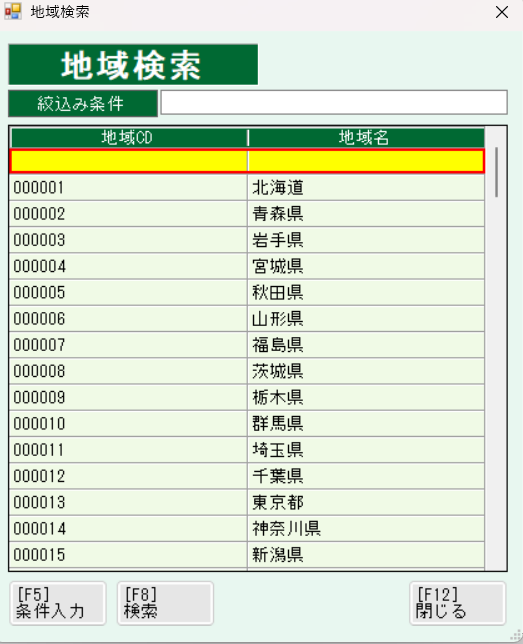 地域検索
地域検索
絞込み条件
地域CD 地域名
000001 北海道
000002 青森県
000003 岩手県
000004 宮城県
000005 秋田県
000006 山形県
000007 福島県
000008 茨城県
000009 栃木県
000010 群馬県
000011 埼玉県
000012 千葉県
000013 東京都
000014 神奈川県
000015 新潟県
[F5] [F8] [F12]
条件入力 検索 閉じる